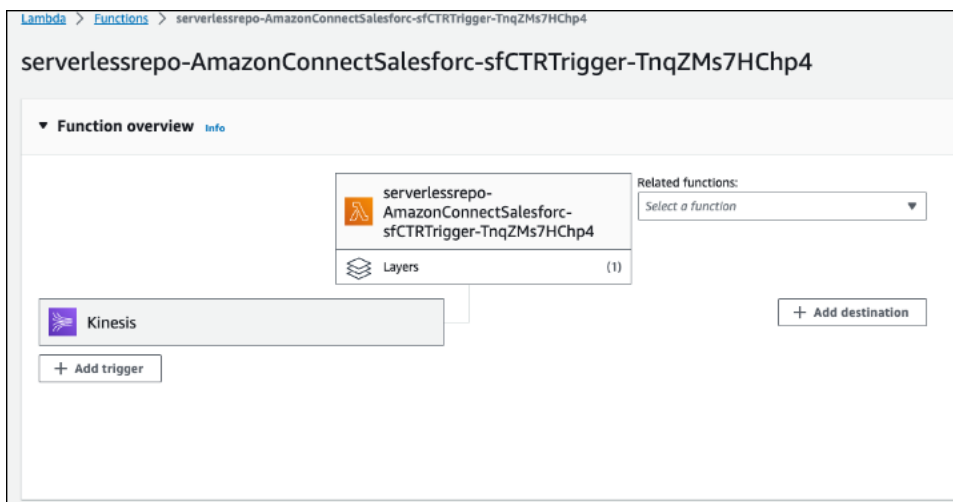 Lambda > Functions > serverlessrepo-AmazonConnectSalesforc-sfCTRTrigger-TnqZMs7HChp4
serverlessrepo-AmazonConnectSalesforc-sfCTRTrigger-TnqZMs7HChp4
Function overview Info
serverlessrepo-
AmazonConnectSalesforc-
sfCTRTrigger-TnqZMs7HChp4
Layers (1)
Related functions:
Select a function
Kinesis
+ Add destination
+ Add trigger